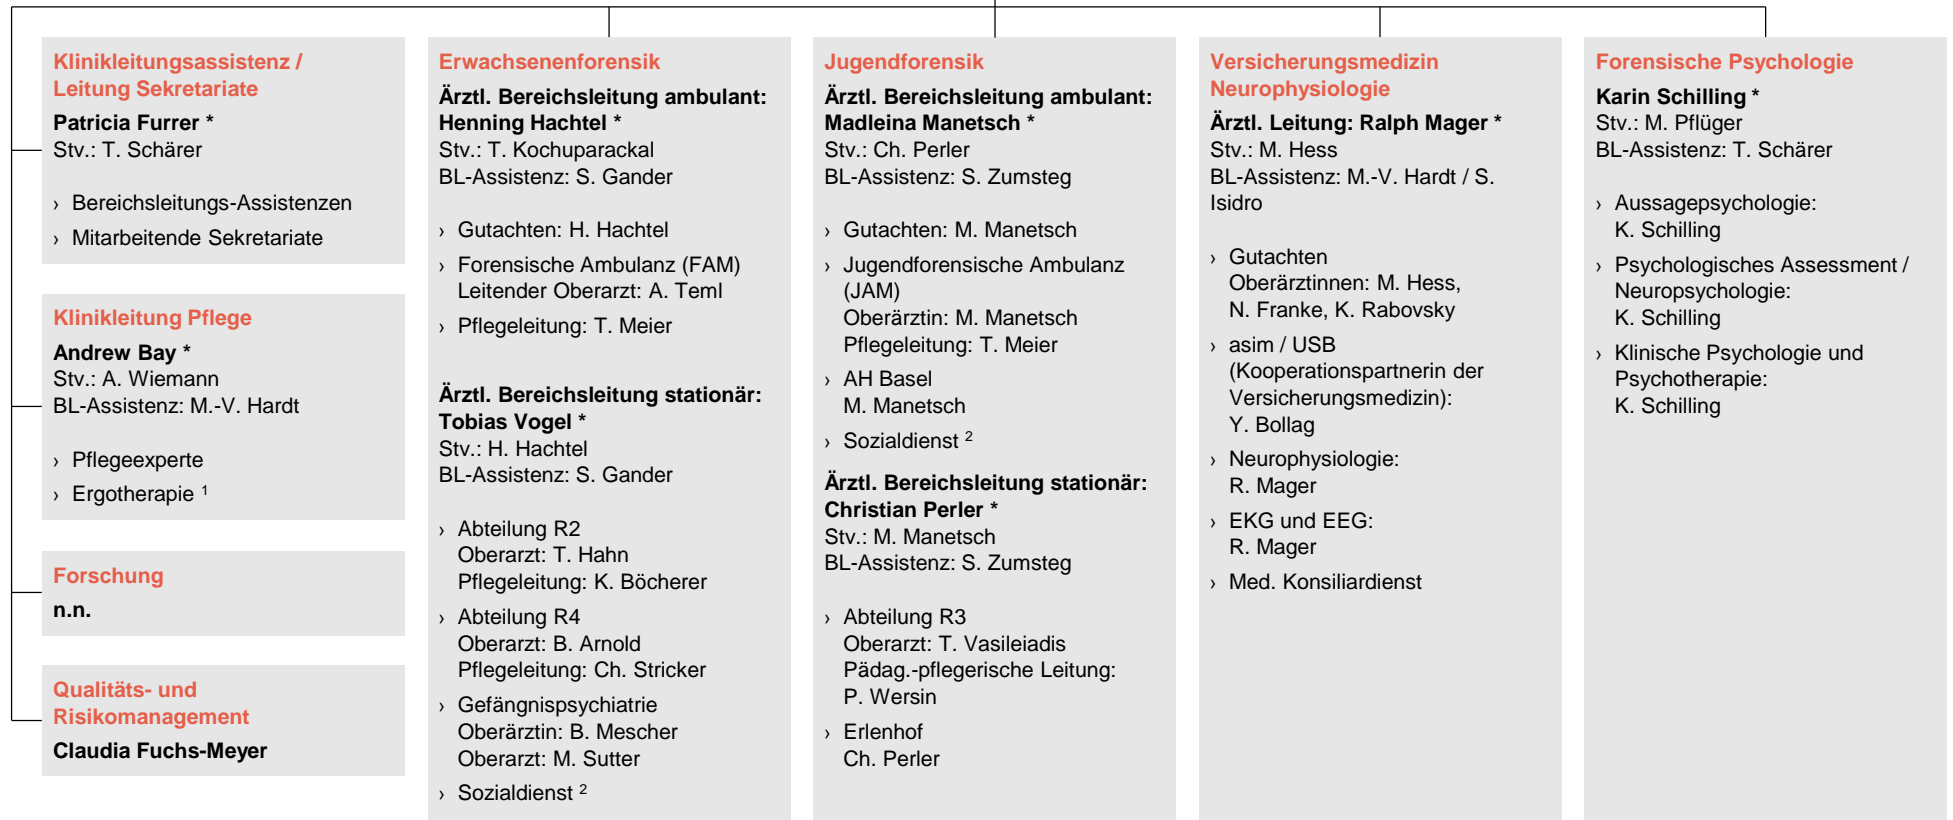 Klinikleitungsassistenz /
Leitung Sekretariate
Patricia Furrer *
Stv.: T. Schärer
› Bereichsleitungs-Assistenzen
› Mitarbeitende Sekretariate
Klinikleitung Pflege
Andrew Bay *
Stv.: A. Wiemann
BL-Assistenz: M.-V. Hardt
› Pflegeexperte
› Ergotherapie 1
Forschung
n.n.
Qualitäts- und
Risikomanagement
Claudia Fuchs-Meyer
Erwachsenenforensik
Ärztl. Bereichsleitung ambulant:
Henning Hachtel *
Stv.: T. Kochuparackal
BL-Assistenz: S. Gander
› Gutachten: H. Hachtel
› Forensische Ambulanz (FAM)
Leitender Oberarzt: A. Teml
› Pflegeleitung: T. Meier
Ärztl. Bereichsleitung stationär:
Tobias Vogel *
Stv.: H. Hachtel
BL-Assistenz: S. Gander
› Abteilung R2
Oberarzt: T. Hahn
Pflegeleitung: K. Böcherer
› Abteilung R4
Oberarzt: B. Arnold
Pflegeleitung: Ch. Stricker
› Gefängnispsychiatrie
Oberärztin: B. Mescher
Oberarzt: M. Sutter
› Sozialdienst 2
Jugendforensik
Ärztl. Bereichsleitung ambulant:
Madleina Manetsch *
Stv.: Ch. Perler
BL-Assistenz: S. Zumsteg
› Gutachten: M. Manetsch
› Jugendforensische Ambulanz
(JAM)
Oberärztin: M. Manetsch
Pflegeleitung: T. Meier
› AH Basel
M. Manetsch
› Sozialdienst 2
Ärztl. Bereichsleitung stationär:
Christian Perler *
Stv.: M. Manetsch
BL-Assistenz: S. Zumsteg
› Abteilung R3
Oberarzt: T. Vasileiadis
Pädag.-pflegerische Leitung:
P. Wersin
› Erlenhof
Ch. Perler
Versicherungsmedizin
Neurophysiologie
Ärztl. Leitung: Ralph Mager *
Stv.: M. Hess
BL-Assistenz: M.-V. Hardt / S.
Isidro
› Gutachten
Oberärztinnen: M. Hess,
N. Franke, K. Rabovsky
› asim / USB
(Kooperationspartnerin der
Versicherungsmedizin):
Y. Bollag
› Neurophysiologie:
R. Mager
› EKG und EEG:
R. Mager
› Med. Konsiliardienst
Forensische Psychologie
Karin Schilling *
Stv.: M. Pflüger
BL-Assistenz: T. Schärer
› Aussagepsychologie:
K. Schilling
› Psychologisches Assessment /
Neuropsychologie:
K. Schilling
› Klinische Psychologie und
Psychotherapie:
K. Schilling